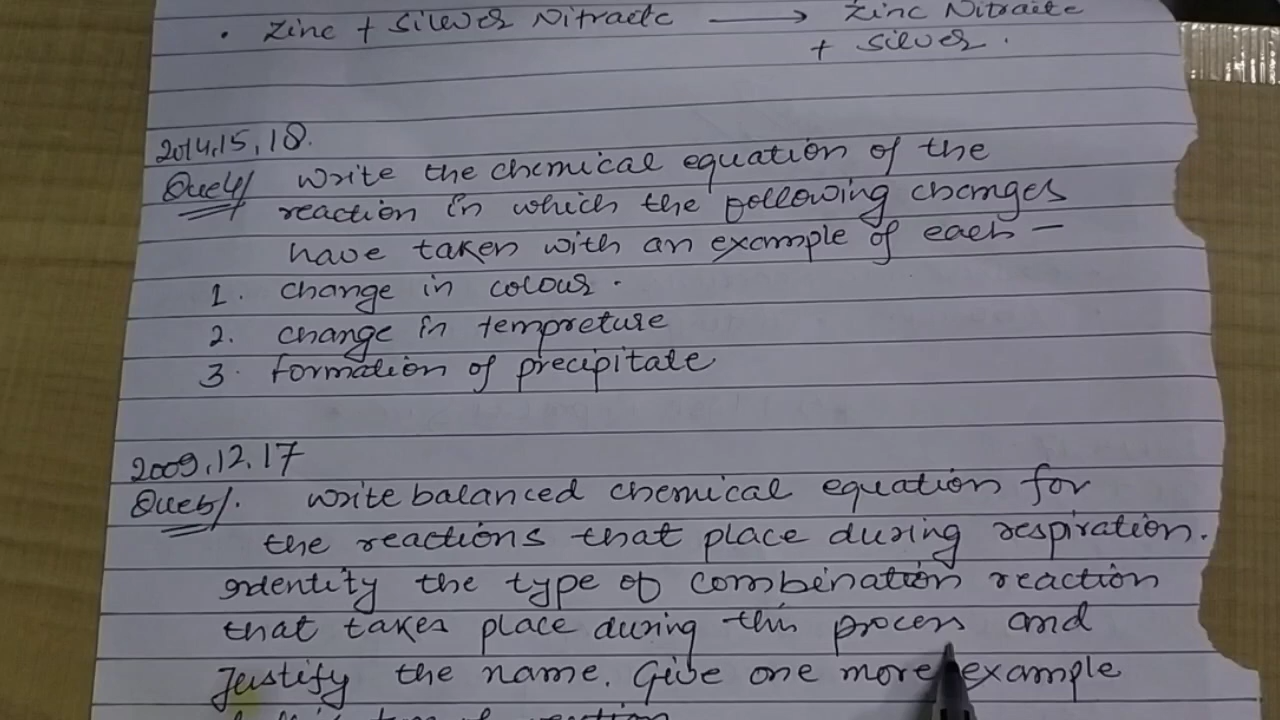 . Zinc + Silver Nitrate → Zinc Nitrate
+ silver.
2014,15,18.
Que4/ write the chemical equation of the
reaction in which the following changes
have taken with an example of each —
1. change in colour.
2. change in tempreture
3. formation of precipitate
2009,12,17
Que5/. write balanced chemical equation for
the reactions that place during respiration.
identity the type of combination reaction
that takes place during this process and
Justify the name. Give one more example